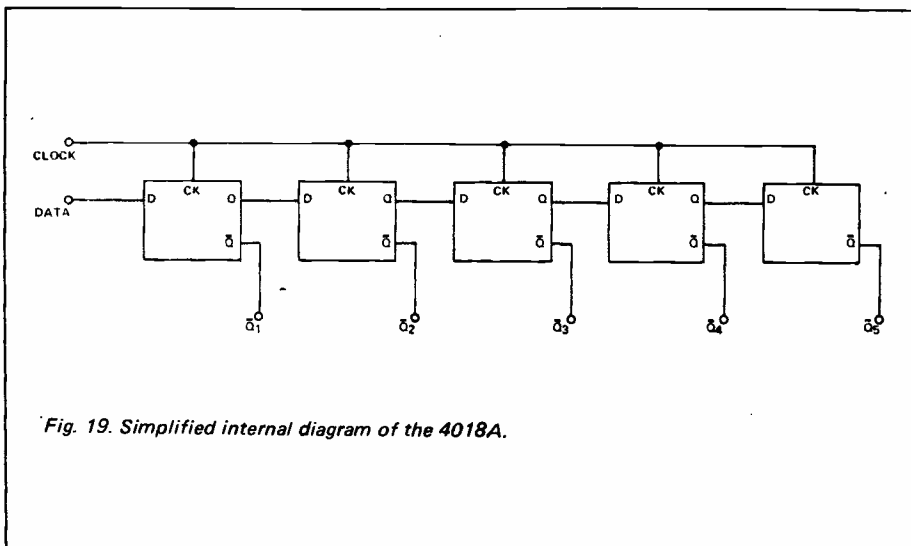 CLOCK
CK CK CK CK CK
DATA
D Q D Q D Q D Q D
Q̄ Q̄ Q̄ Q̄ Q̄
Q̄1 Q̄2 Q̄3 Q̄4 Q̄5
Fig. 19. Simplified internal diagram of the 4018A.